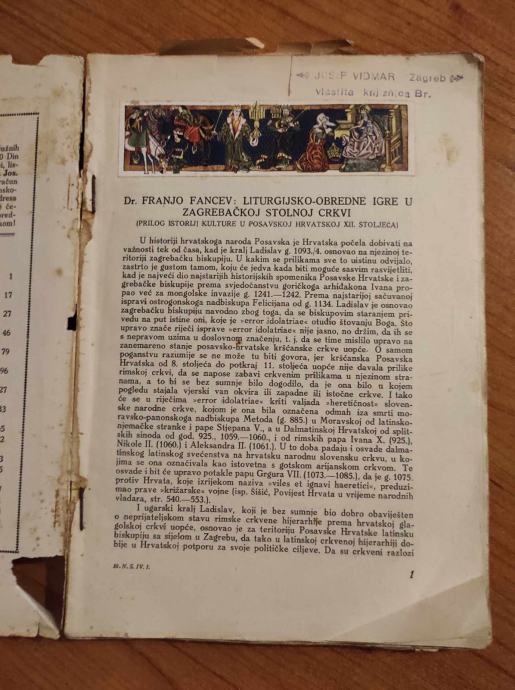 JOSEF VIDMAR Zagreb
vlastita knjižnica Br.
Dr. FRANJO FANCEV: LITURGIJSKO-OBREDNE IGRE U
ZAGREBAČKOJ STOLNOJ CRKVI
(PRILOG ISTORIJI KULTURE U POSAVSKOJ HRVATSKOJ XII. STOLJEĆA)
U historiji hrvatskoga naroda Posavska je Hrvatska počela dobivati na
važnosti tek od časa, kad je kralj Ladislav g. 1093./4. osnovao na njezinoj te-
ritoriji zagrebačku biskupiju. U kakim se prilikama sve to uistinu odvijalo,
zastrto je gustom tamom, koju će jedva kada biti moguće sasvim rasvijetliti,
kad je najveći dio najstarijih historijskih spomenika Posavske Hrvatske i za-
grebačke biskupije prema svjedočanstvu goričkoga arhiđakona Ivana pro-
pao već za mongolske invazije g. 1241.—1242. Prema najstarijoj sačuvanoj
ispravi ostrogonskoga nadbiskupa Felicijana od g. 1134. Ladislav je osnovao
zagrebačku biskupiju navodno zbog toga, da se biskupovim staranjem privi-
edu na put istine oni, koje je »error idolatriae« otuđio štovanju Boga. Što
upravo znače riječi isprave »error idolatriae« nije jasno, no držim, da ih se
s nepravom uzima u doslovnom značenju, t. j. da se time mislilo upravo na
zanemareno stanje posavsko-hrvatske kršćanske crkve uopće. O samom
poganstvu razumije se ne može tu biti govora, jer kršćanska Posavska
Hrvatska od 8. stoljeća do potkraj 11. stoljeća uopće nije davala prilike
rimskoj crkvi, da se napose zabavi crkvenim prilikama u njezinom stra-
nama, a to bi se bez sumnje bilo dogodilo, da je ona bilo u kojem
pogledu stajala vjerski van okvira ili zapadne ili istočne crkve. I tako
će se u riječima »error idolatriae« kriti valjada »heretičnost« sloven-
ske narodne crkve, kojom je ona bila označena odmah iza smrti morav-
sko-panonskog nadbiskupa Metoda (g. 885.) u Moravskoj od latinsko-
njemačke stranke i pape Stjepana V., a u Dalmatinskoj Hrvatskoj od split-
skih sinoda od god. 925., 1059.—1060., i od rimskih papa Ivana X. (925.),
Nikole II. (1060.) i Aleksandra II. (1061.). U to doba padaju i osvade dalma-
tinskog latinskog svećenstva na hrvatsku narodnu slovensku crkvu, u ko-
jima se ona označivala kao istovetna s gotskom arijanskom crkvom. Te
osvade i hit će upravo potakle papu Grgura VII. (1073.—1085.), da je g. 1075.
protiv Hrvata, koje izrijekom naziva »viles et ignavi haeretici«, preduzi-
mao prave »križarske« vojne (isp. Šišić, Povijest Hrvata u vrijeme narodnih
vladara, str. 540.—553.).
I ugarski kralj Ladislav, koji je bez sumnje bio dobro obaviješten
o neprijateljskom stavu rimske crkvene hijerarhije prema hrvatskoj gla-
golskoj crkvi uopće, osnovao je za teritoriju Posavske Hrvatske latinsku
biskupiju sa sijelom u Zagrebu, da tako u latinskoj crkvenoj hijerarhiji do-
bije u Hrvatskoj potporu za svoje političke ciljeve. Da su crkveni razlozi
1